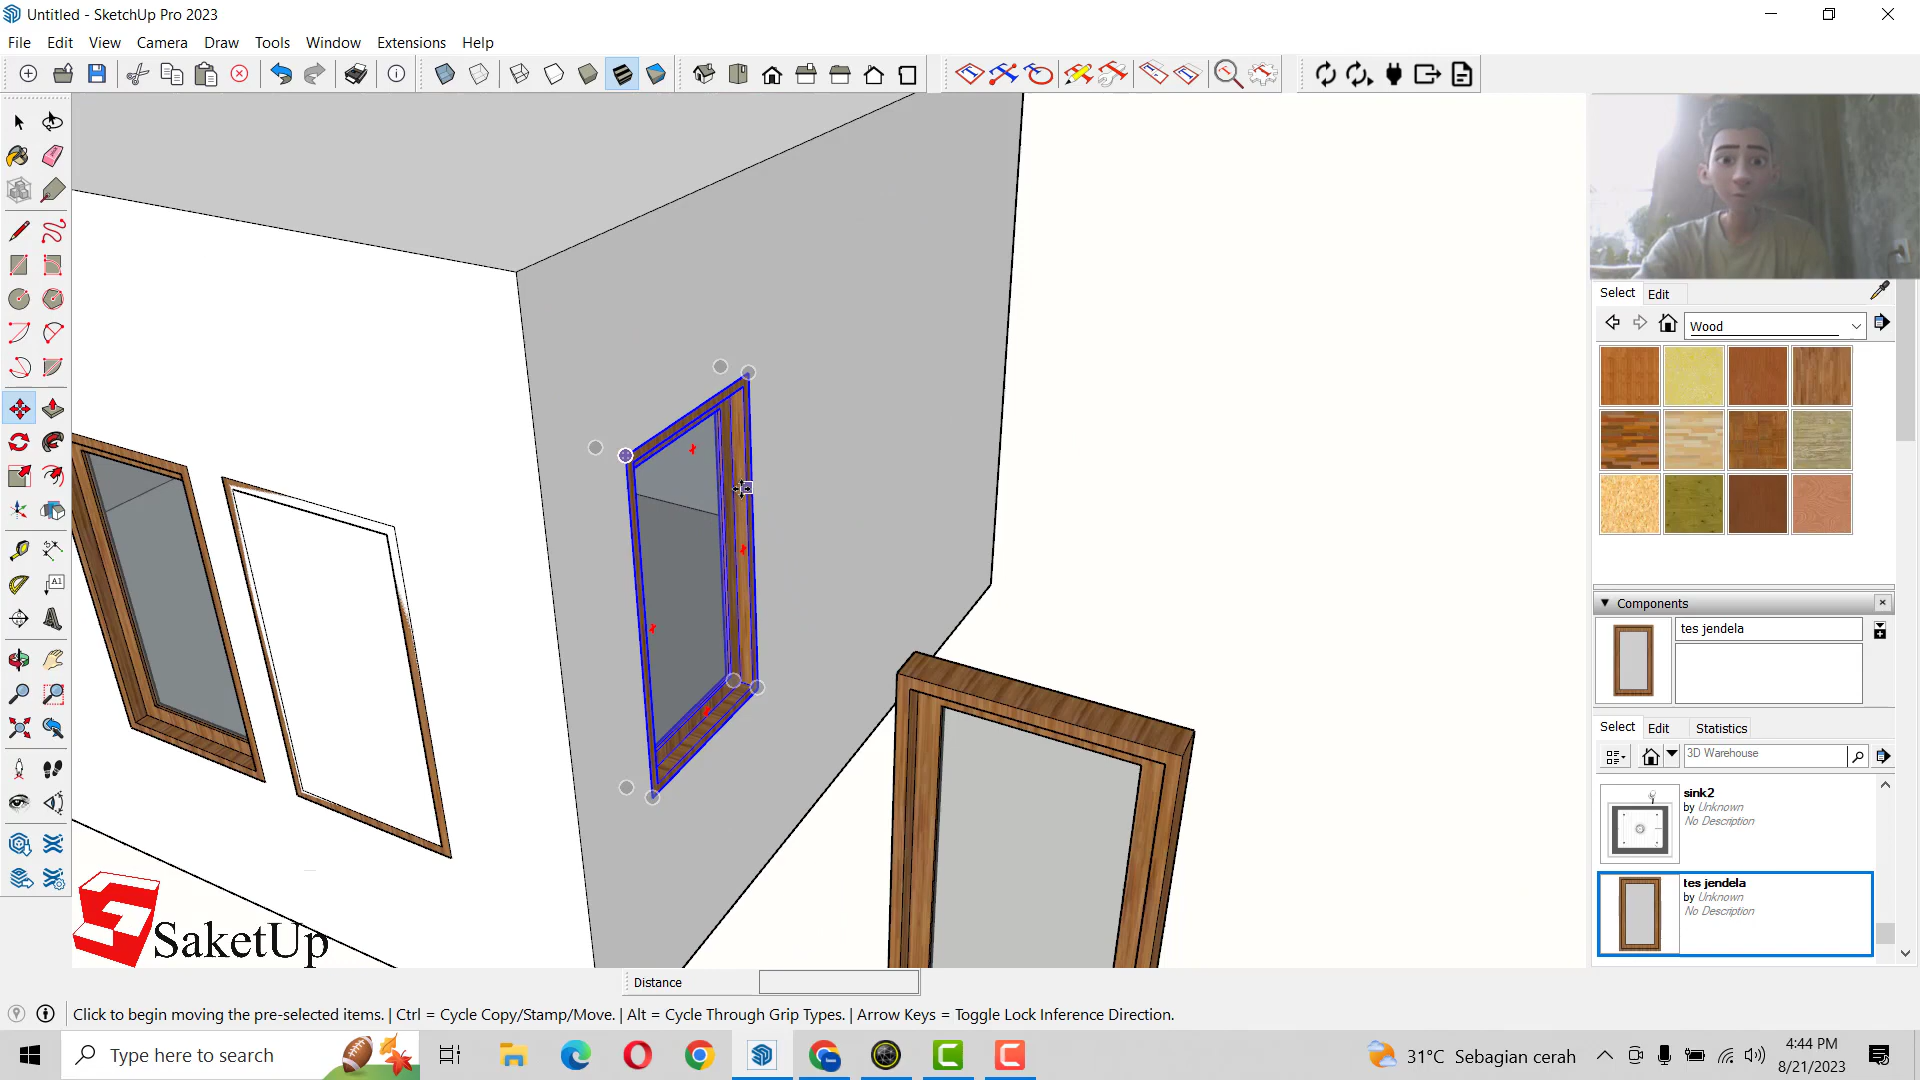 Untitled - SketchUp Pro 2023
File Edit View Camera Draw Tools Window Extensions Help
Select Edit
Wood
Components
tes jendela
Select Edit Statistics
3D Warehouse
sink2
by Unknown
No Description
tes jendela
by Unknown
No Description
A1
SaketUp
Distance
Click to begin moving the pre-selected items. | Ctrl = Cycle Copy/Stamp/Move. | Alt = Cycle Through Grip Types. | Arrow Keys = Toggle Lock Inference Direction.
Type here to search
31°C Sebagian cerah
4:44 PM
8/21/2023